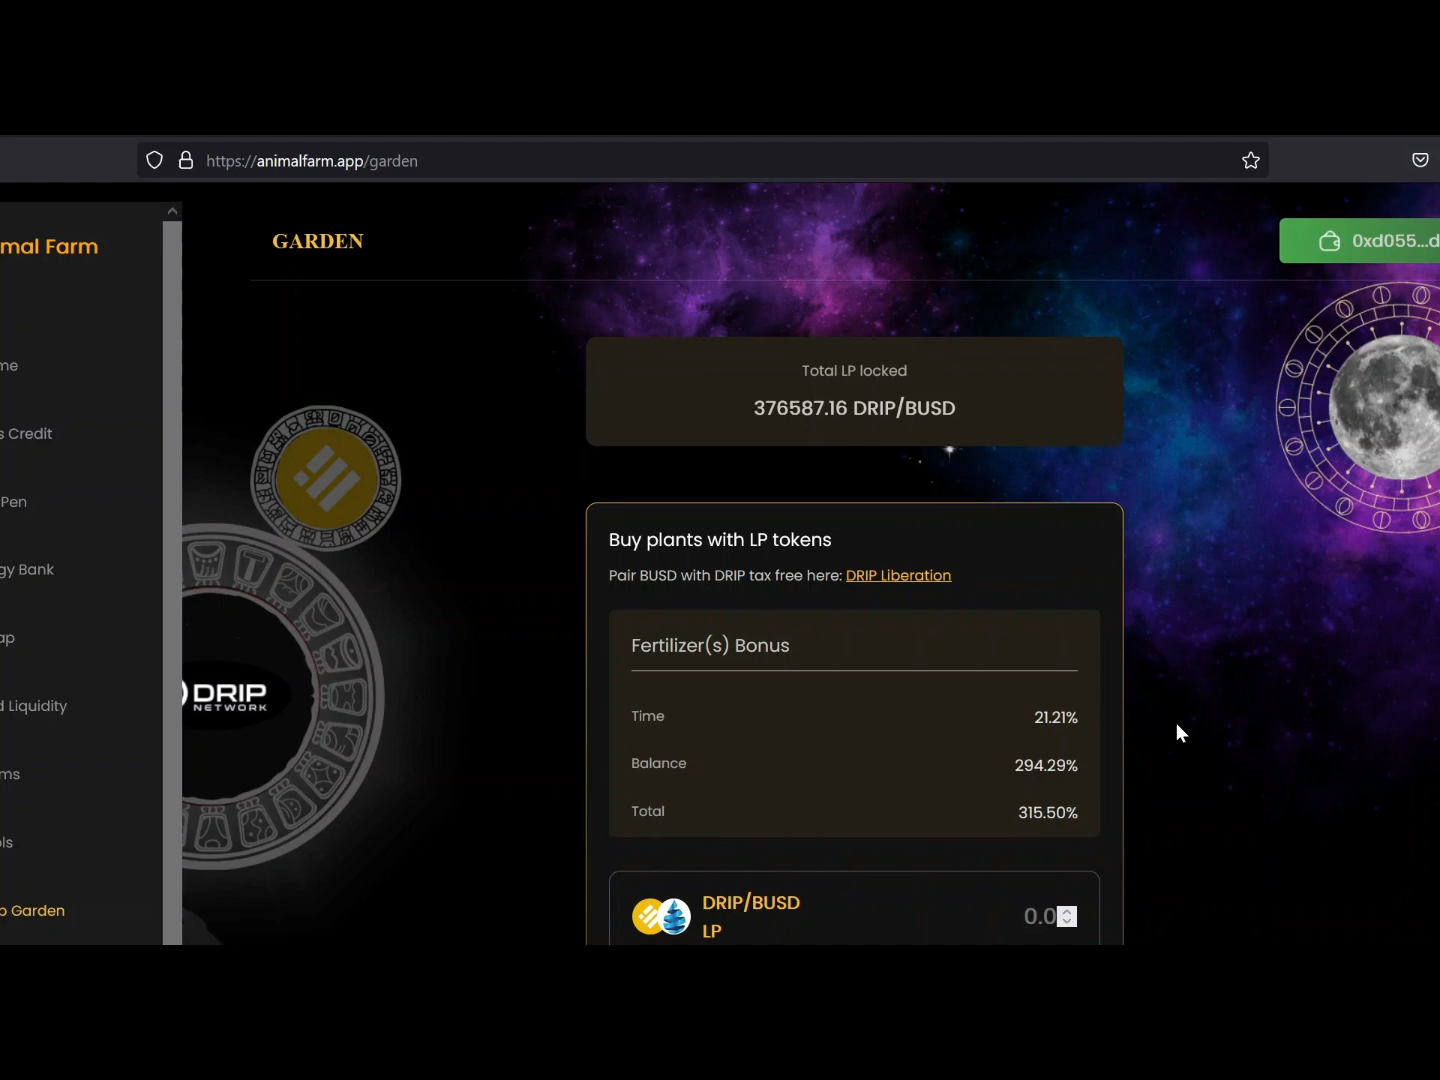 https://animalfarm.app/garden
mal Farm
GARDEN
0xd055...d
me
s Credit
Pen
gy Bank
ap
d Liquidity
ms
ols
p Garden
DRIP
NETWORK
Total LP locked
376587.16 DRIP/BUSD
Buy plants with LP tokens
Pair BUSD with DRIP tax free here: DRIP Liberation
Fertilizer(s) Bonus
Time 21.21%
Balance 294.29%
Total 315.50%
DRIP/BUSD
LP
0.0